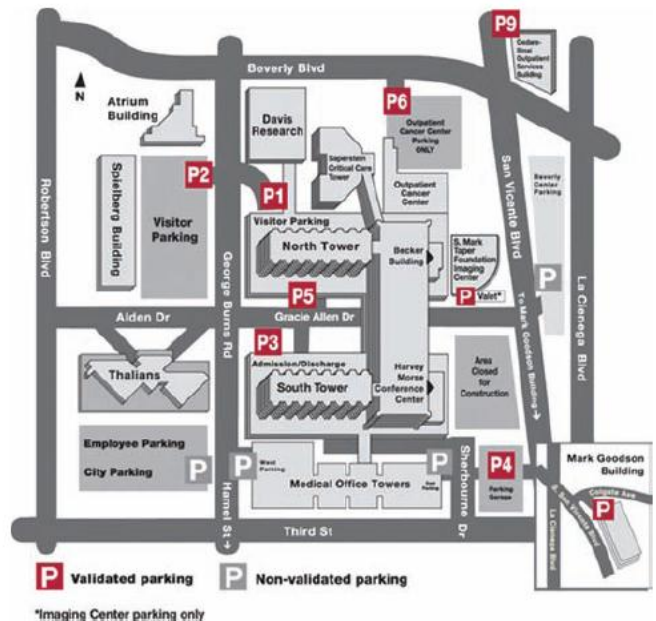 P9
Cedars-
Sinai
Outpatient
Services
Building
Beverly Blvd
N
Atrium
Building
Davis
Research
P6
Outpatient
Cancer Center
Parking
ONLY
Saperstein
Critical Care
Tower
San Vicente Blvd
Beverly
Center
Parking
P2
P1
Outpatient
Cancer
Center
Robertson Blvd
Spielberg Building
Visitor
Parking
Visitor Parking
North Tower
Becker
Building
S. Mark
Taper
Foundation
Imaging
Center
P
P Valet*
George Burns Rd
La Cienega Blvd
P5
Alden Dr
Gracie Allen Dr
To Mark Goodson Building→
P3
Admission/Discharge
Thalians
South Tower
Harvey
Morse
Conference
Center
Area
Closed
for
Construction
Employee Parking
City Parking
P
P
West
Parking
Medical Office Towers
P
East
Parking
Sherbourne Dr
P4
Parking
Garage
Mark Goodson
Building
Colgate Ave
P
S. San Vicente Blvd
La Cienega Blvd
Hamel St→
Third St
P Validated parking
P Non-validated parking
*Imaging Center parking only